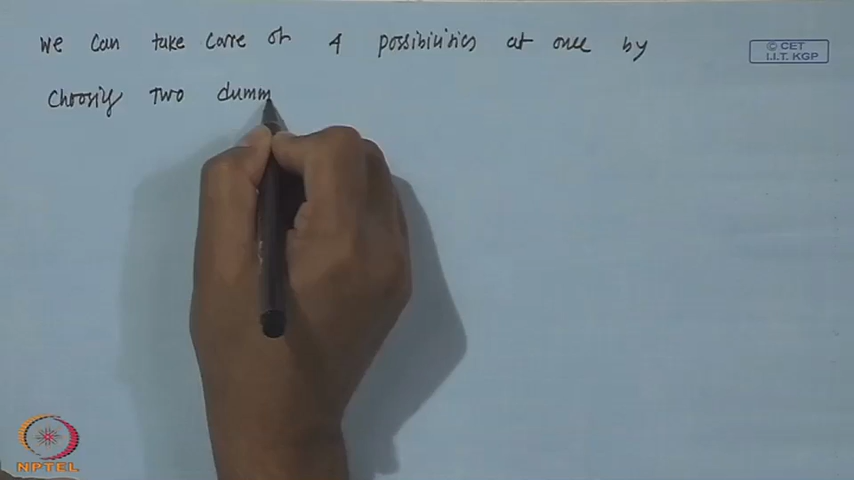 We can take care of 4 possibilities at once by
© CET
I.I.T. KGP
choosing two dumm
NPTEL